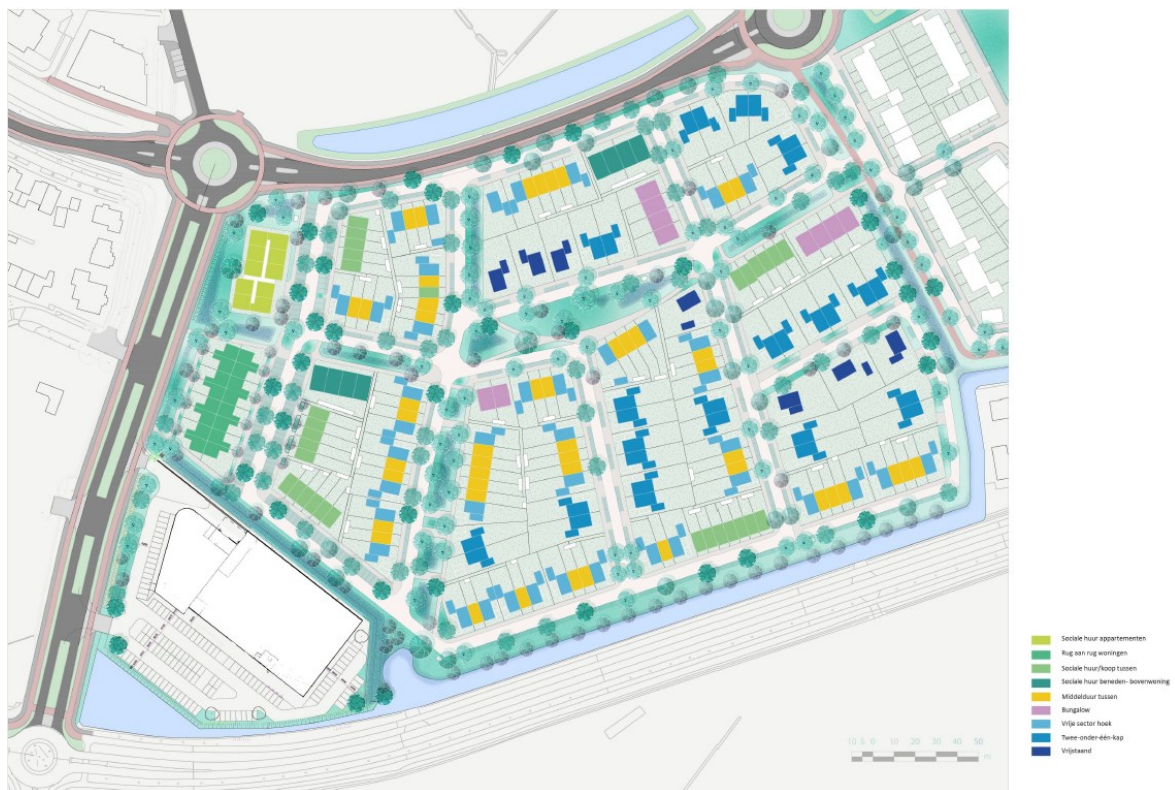 Sociale huur appartementen
Rug aan rug woningen
Sociale huur/koop tussen
Sociale huur beneden- bovenwoning
Middelduur tussen
Bungalow
Vrije sector hoek
Twee-onder-één-kap
Vrijstaand
10 5 0 10 20 30 40 50
m